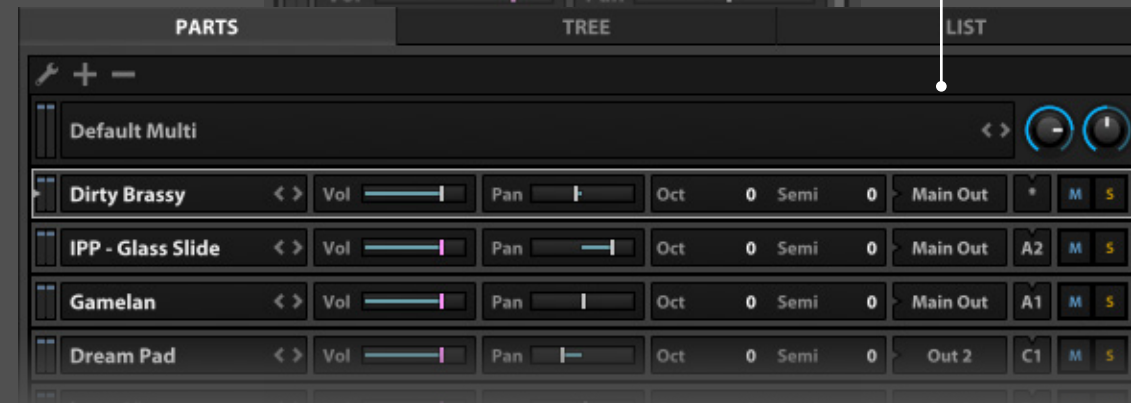 Vol Pan
PARTS TREE LIST
Default Multi
Dirty Brassy Vol Pan Oct 0 Semi 0 Main Out * M S
IPP - Glass Slide Vol Pan Oct 0 Semi 0 Main Out A2 M S
Gamelan Vol Pan Oct 0 Semi 0 Main Out A1 M S
Dream Pad Vol Pan Oct 0 Semi 0 Out 2 C1 M S